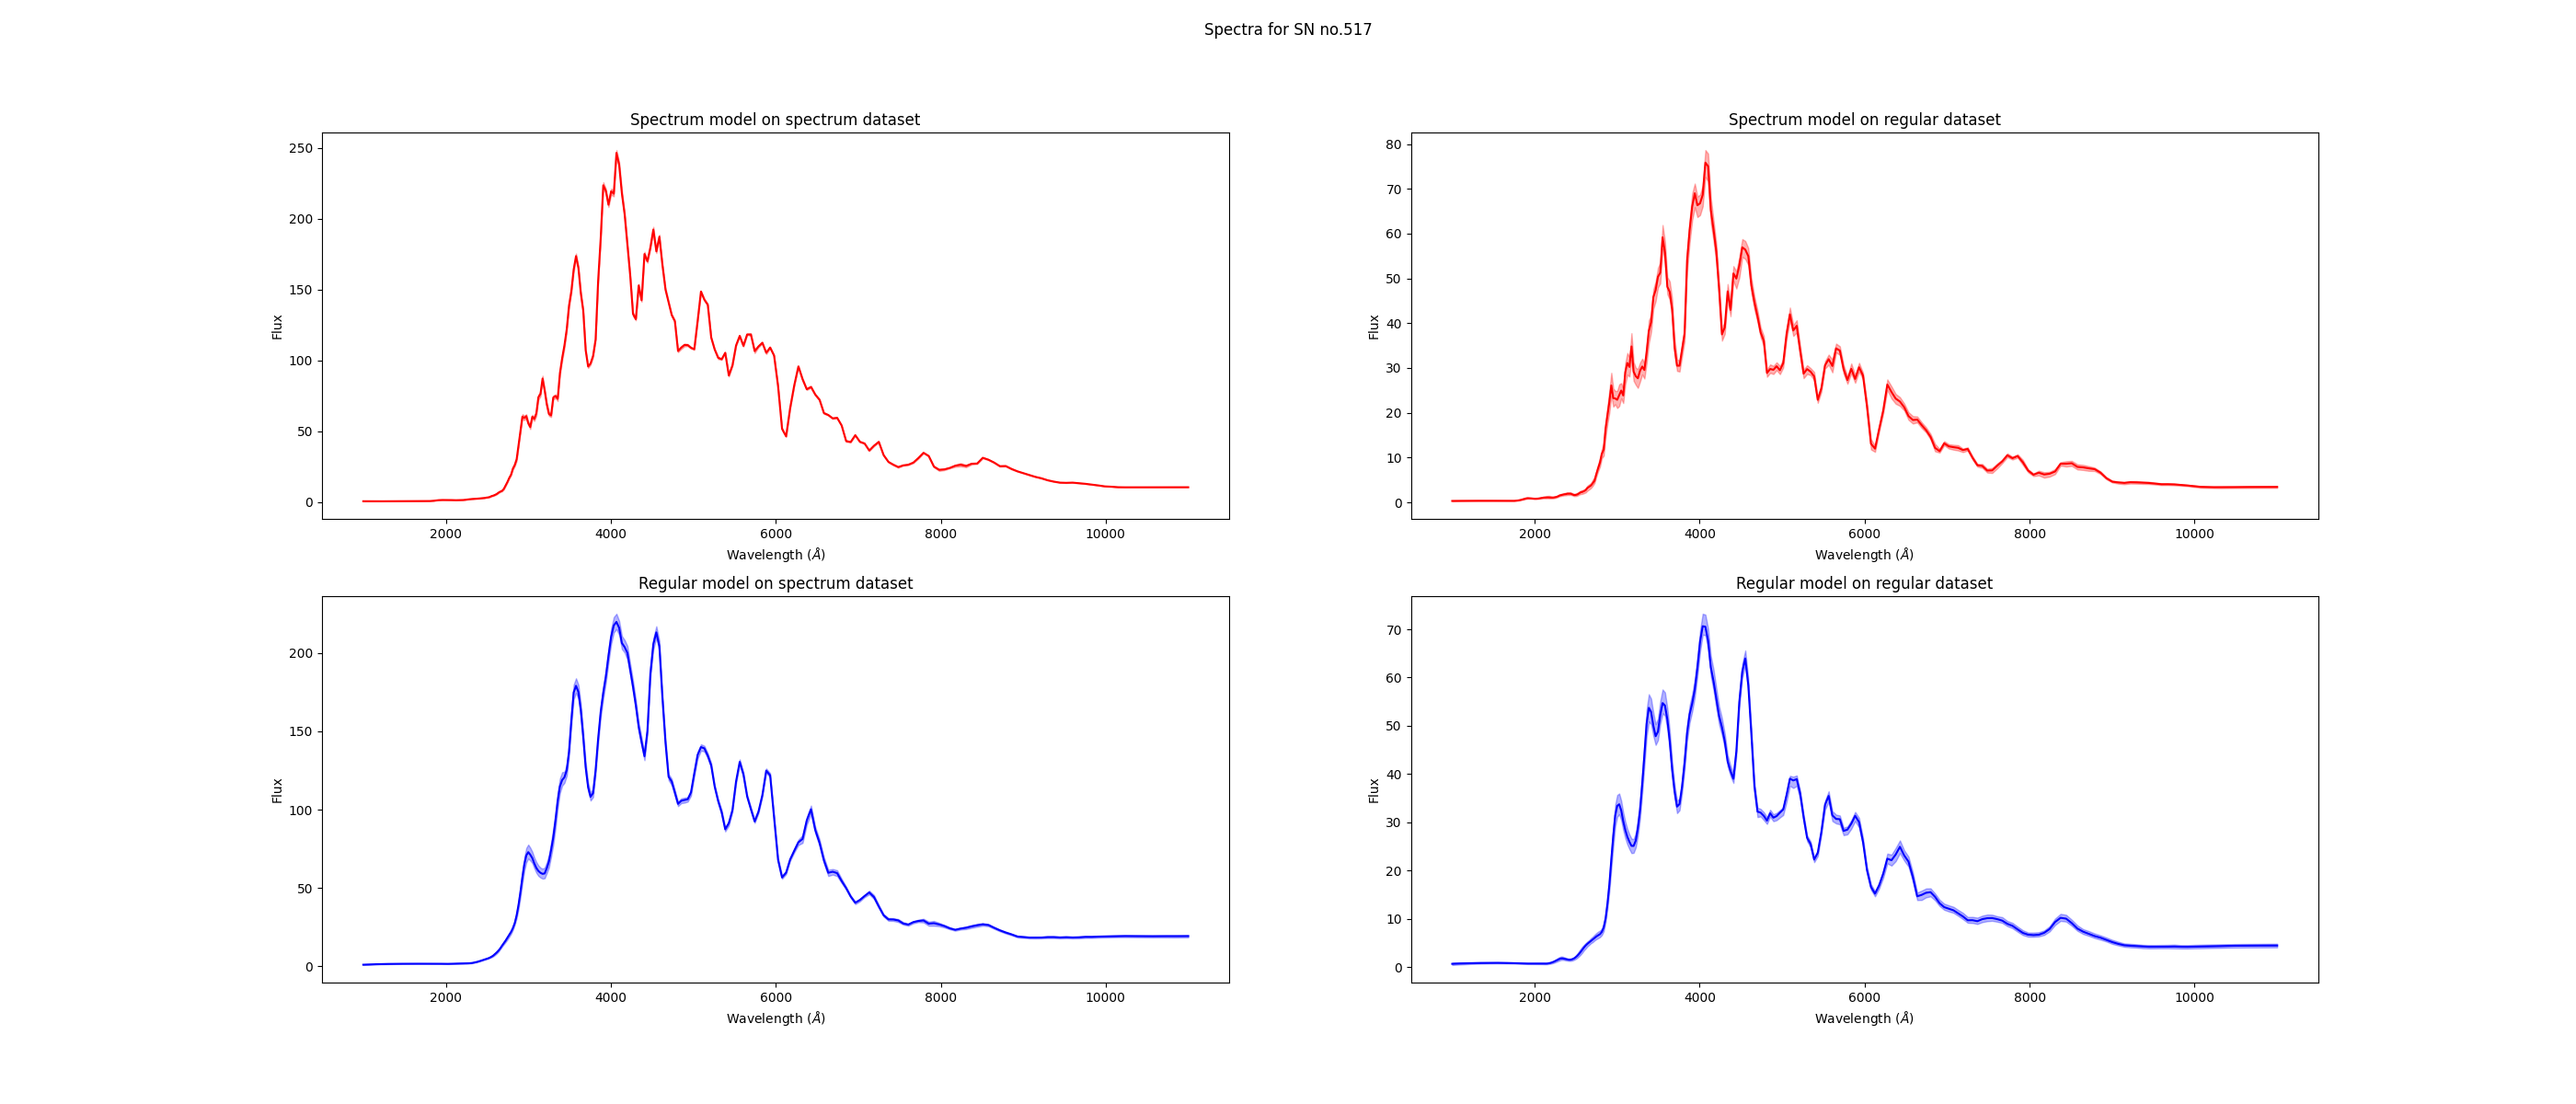 Spectra for SN no.517
Spectrum model on spectrum dataset
250
200
150
100
50
0
Flux
2000 4000 6000 8000 10000
Wavelength (Å)
Spectrum model on regular dataset
80
70
60
50
40
30
20
10
0
Flux
2000 4000 6000 8000 10000
Wavelength (Å)
Regular model on spectrum dataset
200
150
100
50
0
Flux
2000 4000 6000 8000 10000
Wavelength (Å)
Regular model on regular dataset
70
60
50
40
30
20
10
0
Flux
2000 4000 6000 8000 10000
Wavelength (Å)